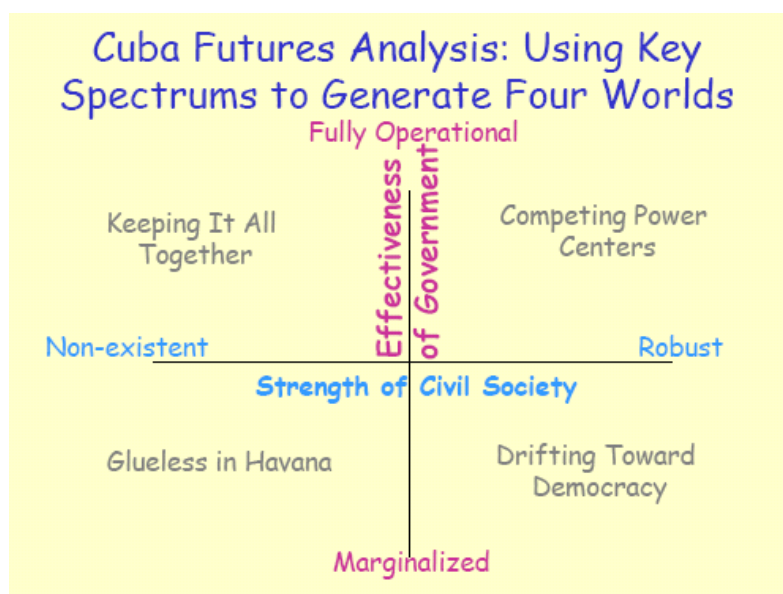 Cuba Futures Analysis: Using Key
Spectrums to Generate Four Worlds
Fully Operational
Effectiveness
of Government
Keeping It All
Together
Competing Power
Centers
Non-existent
Robust
Strength of Civil Society
Glueless in Havana
Drifting Toward
Democracy
Marginalized